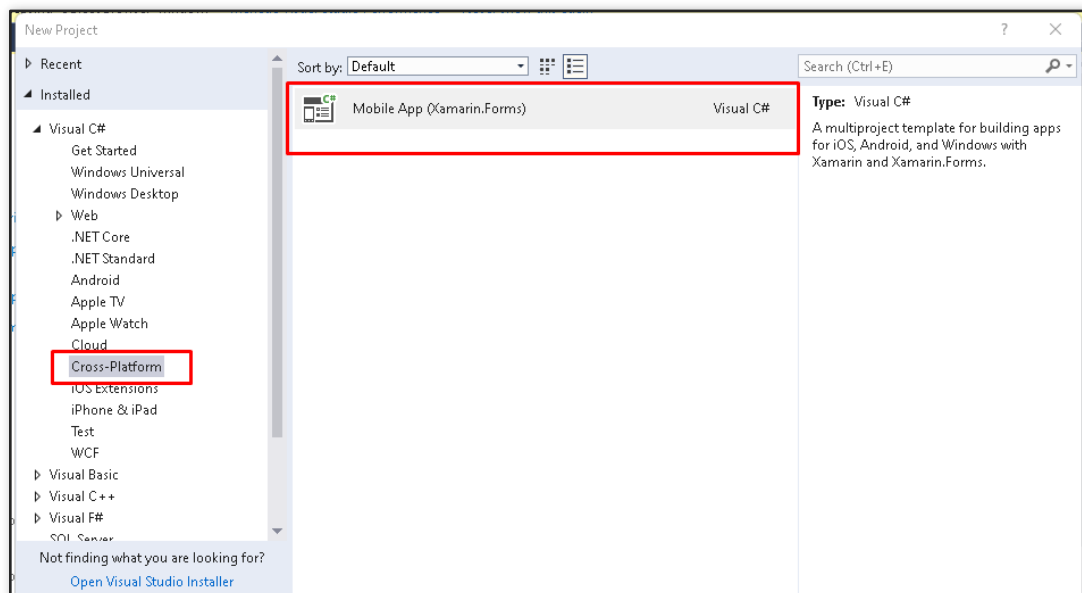 New Project
Recent
Installed
Visual C#
Get Started
Windows Universal
Windows Desktop
Web
.NET Core
.NET Standard
Android
Apple TV
Apple Watch
Cloud
Cross-Platform
iOS Extensions
iPhone & iPad
Test
WCF
Visual Basic
Visual C++
Visual F#
SQL Server
Not finding what you are looking for?
Open Visual Studio Installer
Sort by: Default
Mobile App (Xamarin.Forms) Visual C#
Search (Ctrl+E)
Type: Visual C#
A multiproject template for building apps
for iOS, Android, and Windows with
Xamarin and Xamarin.Forms.